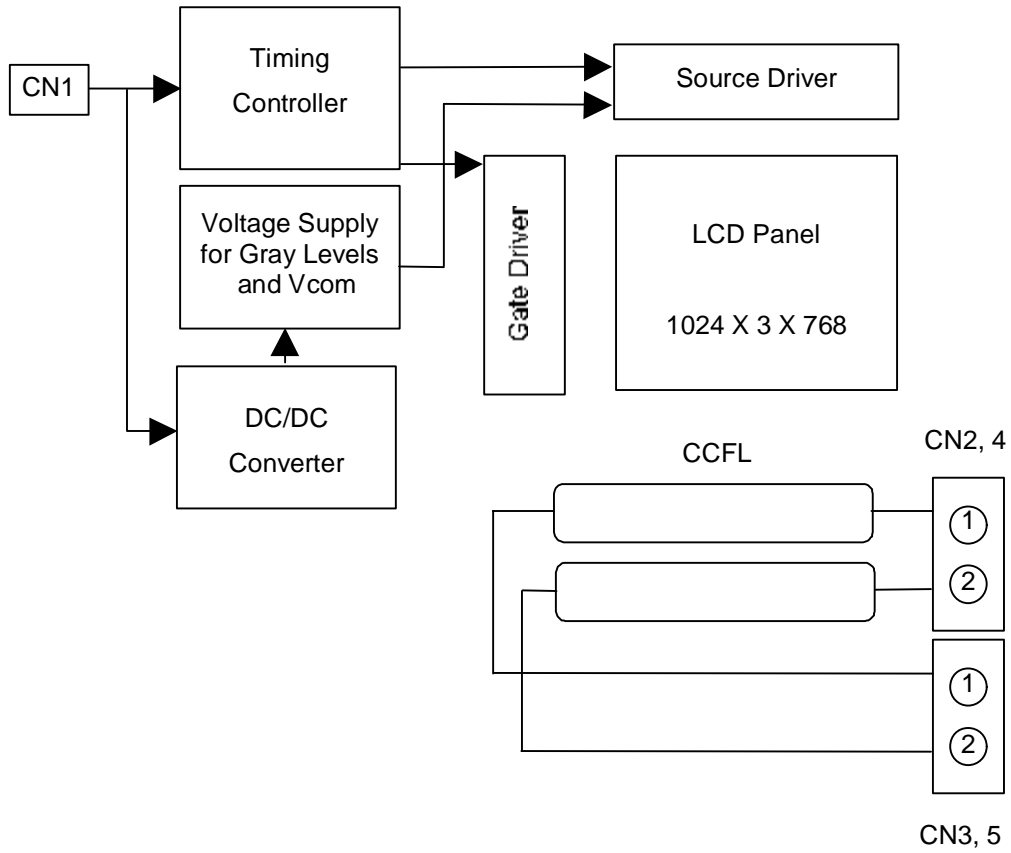 CN1
Timing
Controller
Source Driver
Voltage Supply
for Gray Levels
and Vcom
Gate Driver
LCD Panel
1024 X 3 X 768
DC/DC
Converter
CCFL
CN2, 4
1
2
1
2
CN3, 5